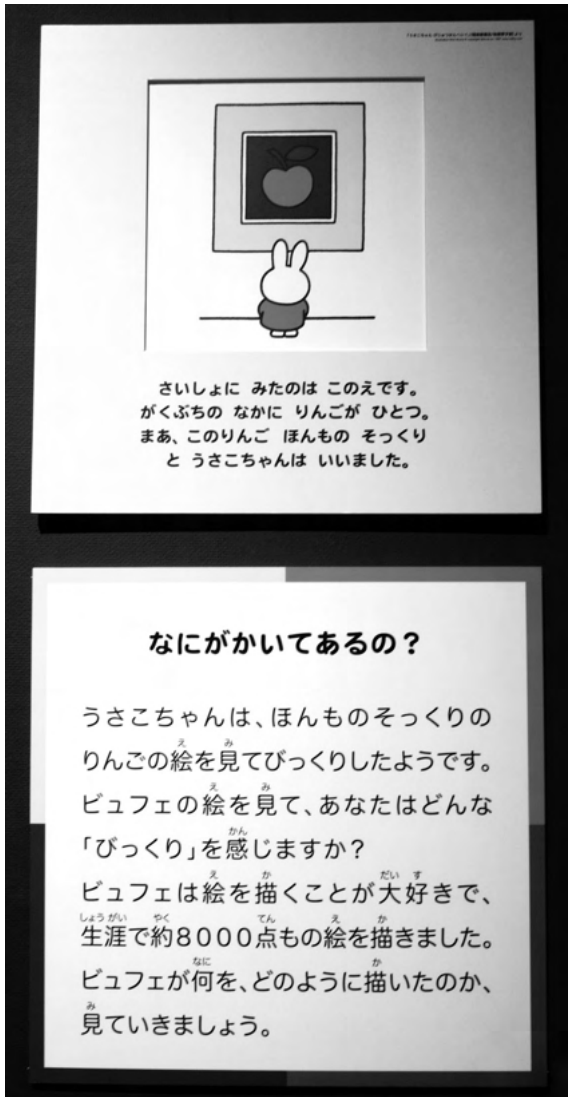 さいしょに みたのは このえです。
がくぶちの なかに りんごが ひとつ。
まあ、このりんご ほんもの そっくり
と うさこちゃんは いいました。
なにがかいてあるの？
うさこちゃんは、ほんものそっくりの
りんごの絵を見てびっくりしたようです。
ビュフェの絵を見て、あなたはどんな
「びっくり」を感じますか？
ビュフェは絵を描くことが大好きで、
生涯で約8000点もの絵を描きました。
ビュフェが何を、どのように描いたのか、
見ていきましょう。